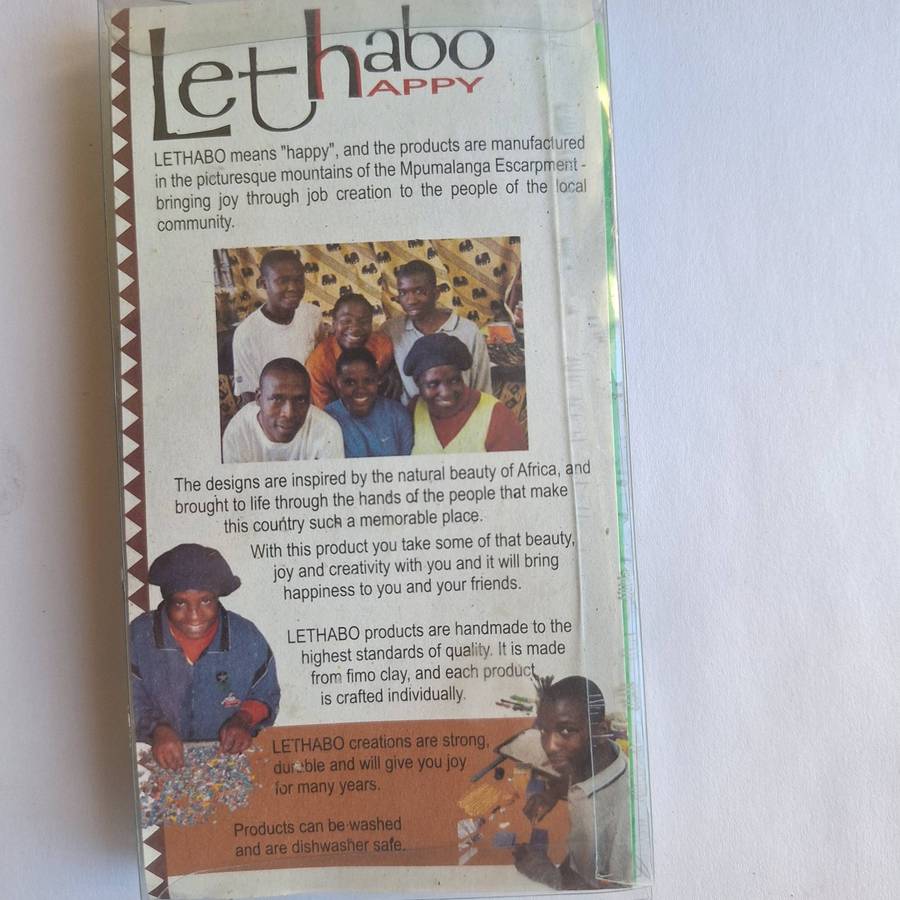 Lethabo
hAPPY
LETHABO means "happy", and the products are manufactured
in the picturesque mountains of the Mpumalanga Escarpment -
bringing joy through job creation to the people of the local
community.
The designs are inspired by the natural beauty of Africa, and
brought to life through the hands of the people that make
this country such a memorable place.
With this product you take some of that beauty,
joy and creativity with you and it will bring
happiness to you and your friends.
LETHABO products are handmade to the
highest standards of quality. It is made
from fimo clay, and each product
is crafted individually.
LETHABO creations are strong,
durable and will give you joy
for many years.
Products can be washed
and are dishwasher safe.